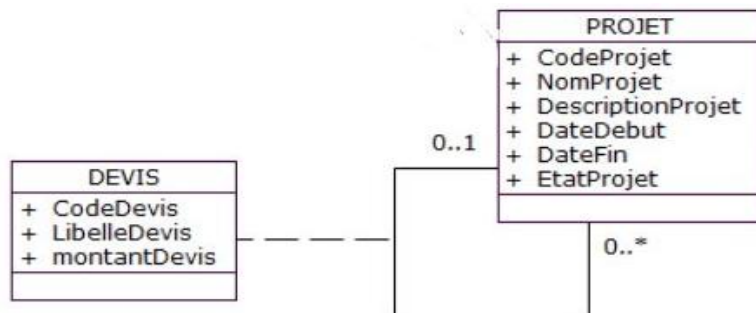 PROJET
+ CodeProjet
+ NomProjet
+ DescriptionProjet
+ DateDebut
+ DateFin
+ EtatProjet
0..1
DEVIS
+ CodeDevis
+ LibelleDevis
+ montantDevis
0..*